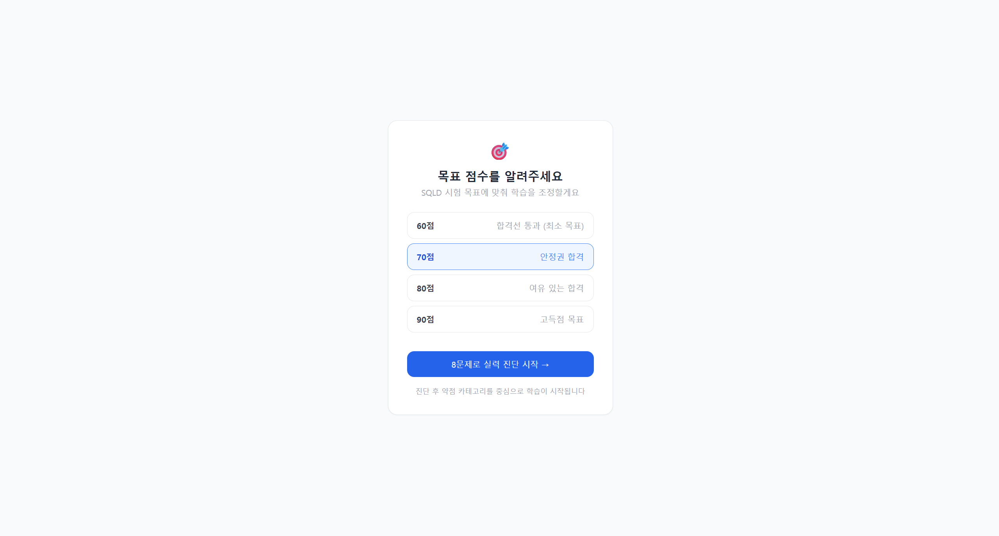 목표 점수를 알려주세요
SQLD 시험 목표에 맞춰 학습을 조정할게요
60점 합격선 통과 (최소 목표)
70점 안정권 합격
80점 여유 있는 합격
90점 고득점 목표
8문제로 실력 진단 시작 →
진단 후 약점 카테고리를 중심으로 학습이 시작됩니다